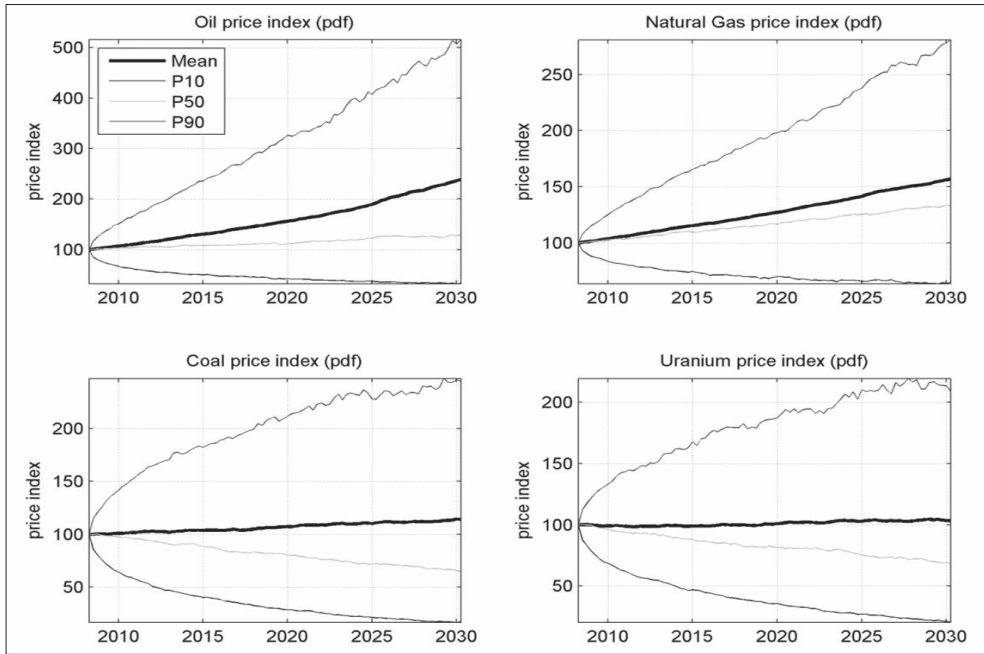 Oil price index (pdf)
500
400
300
200
100
price index
Mean
P10
P50
P90
2010 2015 2020 2025 2030
Natural Gas price index (pdf)
250
200
150
100
price index
2010 2015 2020 2025 2030
Coal price index (pdf)
200
150
100
50
price index
2010 2015 2020 2025 2030
Uranium price index (pdf)
200
150
100
50
price index
2010 2015 2020 2025 2030